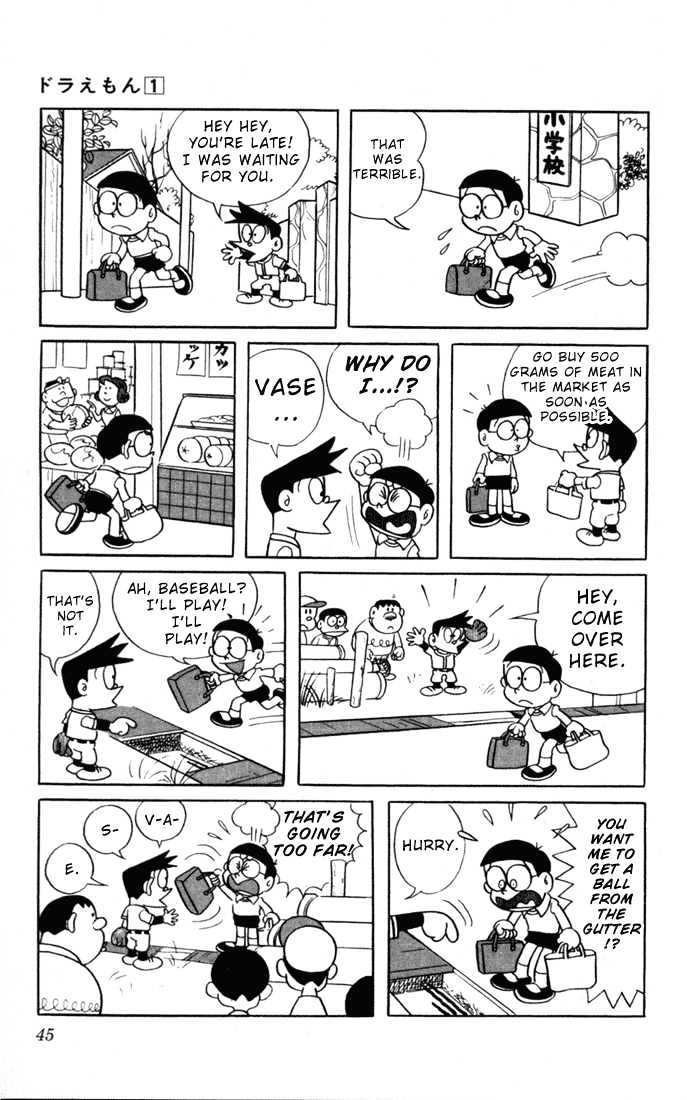 ドラえもん1
小学校
THAT
WAS
TERRIBLE.
HEY HEY,
YOU'RE LATE!
I WAS WAITING
FOR YOU.
GO BUY 500
GRAMS OF MEAT IN
THE MARKET AS
SOON AS
POSSIBLE.
WHY DO
I...!?
VASE
...
カツ
ッケ
HEY,
COME
OVER
HERE.
AH, BASEBALL?
I'LL PLAY!
I'LL
PLAY!
THAT'S
NOT
IT.
YOU
WANT
ME TO
GET A
BALL
FROM
THE
GUTTER
!?
HURRY.
THAT'S
GOING
TOO FAR!
V-A-
S-
E.
45